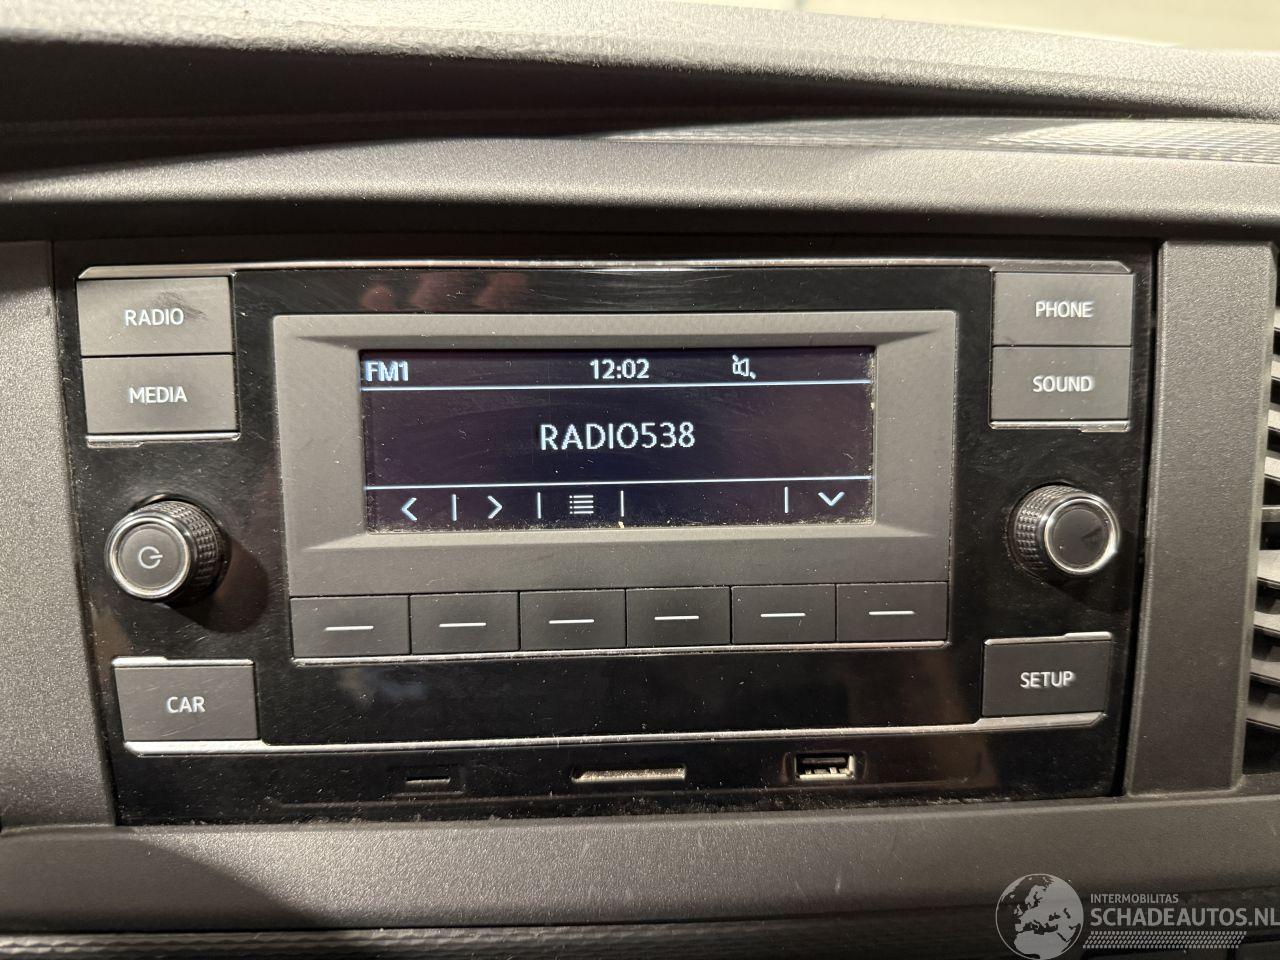 RADIO
MEDIA
PHONE
SOUND
FM1 12:02
RADIO538
CAR
SETUP
INTERMOBILITAS
SCHADEAUTOS.NL